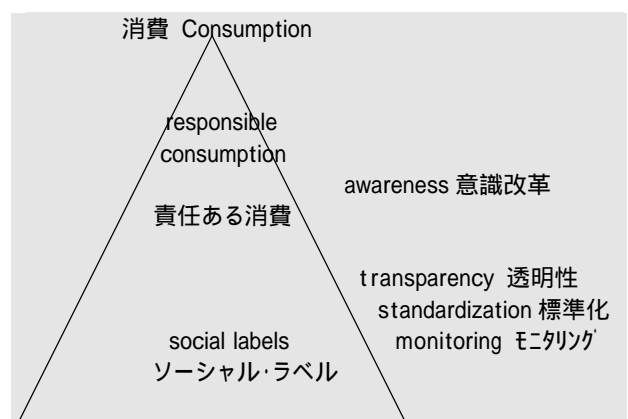 消費 Consumption
responsible
consumption
awareness 意識改革
責任ある消費
transparency 透明性
standardization 標準化
social labels
monitoring ﾓﾆﾀﾘﾝｸﾞ
ソーシャル・ラベル